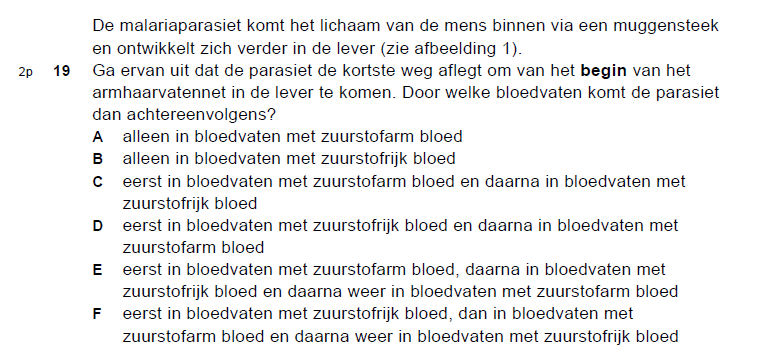 De malariaparasiet komt het lichaam van de mens binnen via een muggensteek
en ontwikkelt zich verder in de lever (zie afbeelding 1).
2p 19 Ga ervan uit dat de parasiet de kortste weg aflegt om van het begin van het
armhaarvatennet in de lever te komen. Door welke bloedvaten komt de parasiet
dan achtereenvolgens?
A alleen in bloedvaten met zuurstofarm bloed
B alleen in bloedvaten met zuurstofrijk bloed
C eerst in bloedvaten met zuurstofarm bloed en daarna in bloedvaten met
zuurstofrijk bloed
D eerst in bloedvaten met zuurstofrijk bloed en daarna in bloedvaten met
zuurstofarm bloed
E eerst in bloedvaten met zuurstofarm bloed, daarna in bloedvaten met
zuurstofrijk bloed en daarna weer in bloedvaten met zuurstofarm bloed
F eerst in bloedvaten met zuurstofrijk bloed, dan in bloedvaten met
zuurstofarm bloed en daarna weer in bloedvaten met zuurstofrijk bloed